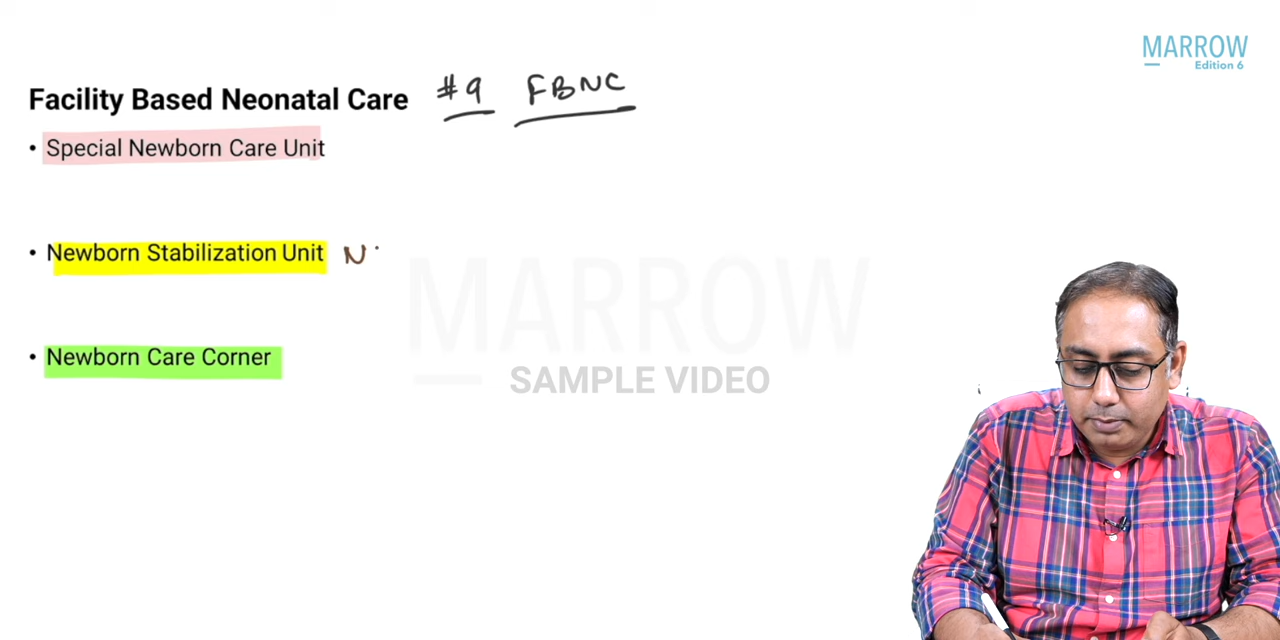 MARROW
Edition 6
Facility Based Neonatal Care #9 FBNC
• Special Newborn Care Unit
• Newborn Stabilization Unit N
MARROW
• Newborn Care Corner
SAMPLE VIDEO